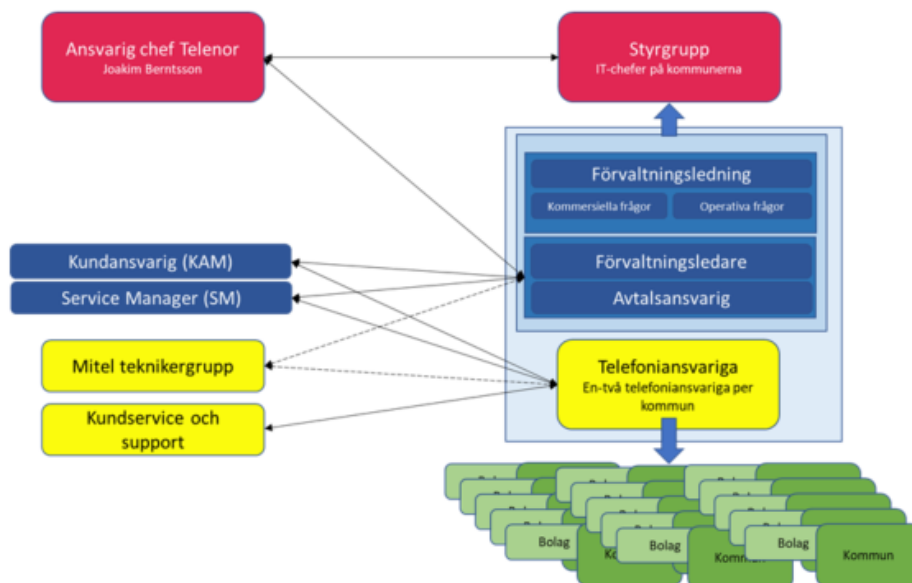 Ansvarig chef Telenor
Joakim Berntsson
Styrgrupp
IT-chefer på kommunerna
Förvaltningsledning
Kommersiella frågor
Operativa frågor
Kundansvarig (KAM)
Service Manager (SM)
Förvaltningsledare
Avtalsansvarig
Mitel teknikergrupp
Kundservice och
support
Telefoniansvariga
En-två telefoniansvariga per
kommun
Bolag
Bolag
Bolag
Kommun